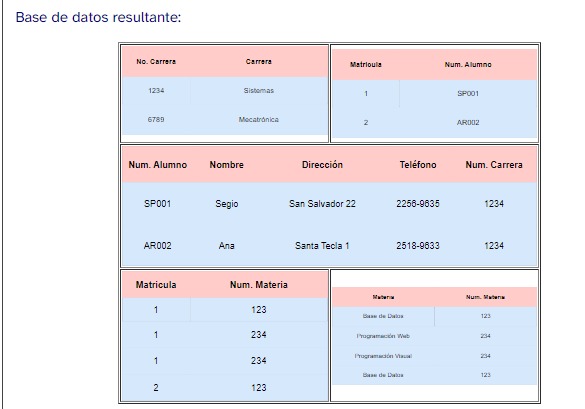 Base de datos resultante:
No. Carrera Carrera
1234 Sistemas
6789 Mecatrónica
Matricula Num. Alumno
1 SP001
2 AR002
Num. Alumno Nombre Dirección Teléfono Num. Carrera
SP001 Segio San Salvador 22 2256-9635 1234
AR002 Ana Santa Tecla 1 2518-9633 1234
Matricula Num. Materia
1 123
1 234
1 234
2 123
Materia Num. Materia
Base de Datos 123
Programación Web 234
Programación Visual 234
Base de Datos 123